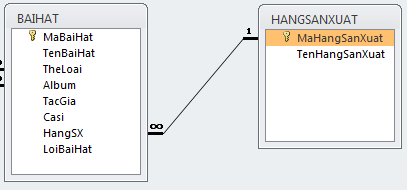 BAIHAT
MaBaiHat
TenBaiHat
TheLoai
Album
TacGia
Casi
HangSX
LoiBaiHat
∞
1
HANGSANXUAT
MaHangSanXuat
TenHangSanXuat